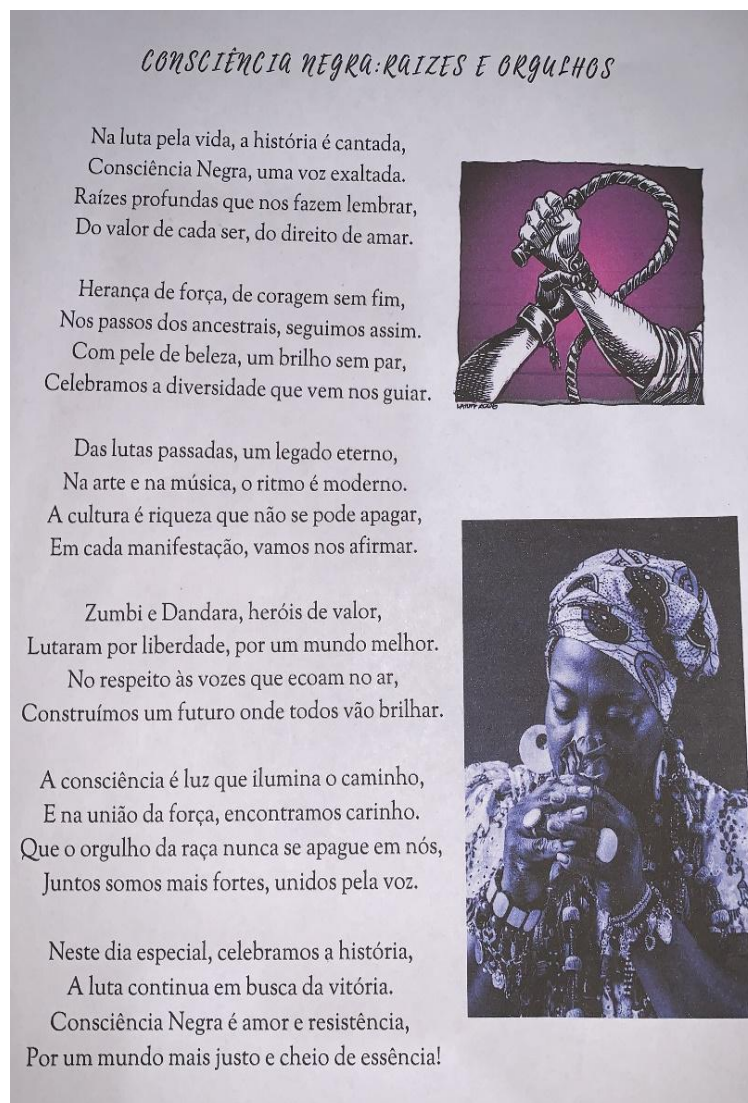 CONSCIÊNCIA NEGRA:RAIZES E ORGULHOS
Na luta pela vida, a história é cantada,
Consciência Negra, uma voz exaltada.
Raízes profundas que nos fazem lembrar,
Do valor de cada ser, do direito de amar.
Herança de força, de coragem sem fim,
Nos passos dos ancestrais, seguimos assim.
Com pele de beleza, um brilho sem par,
Celebramos a diversidade que vem nos guiar.
LATUFF 2006
Das lutas passadas, um legado eterno,
Na arte e na música, o ritmo é moderno.
A cultura é riqueza que não se pode apagar,
Em cada manifestação, vamos nos afirmar.
Zumbi e Dandara, heróis de valor,
Lutaram por liberdade, por um mundo melhor.
No respeito às vozes que ecoam no ar,
Construímos um futuro onde todos vão brilhar.
A consciência é luz que ilumina o caminho,
E na união da força, encontramos carinho.
Que o orgulho da raça nunca se apague em nós,
Juntos somos mais fortes, unidos pela voz.
Neste dia especial, celebramos a história,
A luta continua em busca da vitória.
Consciência Negra é amor e resistência,
Por um mundo mais justo e cheio de essência!